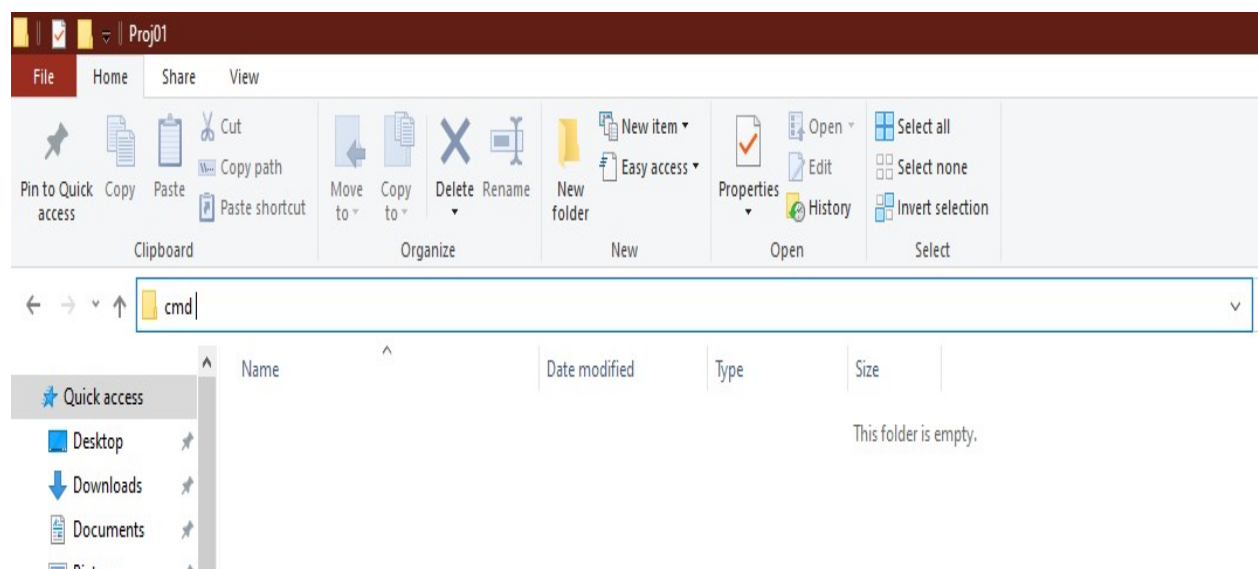 Proj01
File Home Share View
Pin to Quick access
Copy
Paste
Cut
Copy path
Paste shortcut
Clipboard
Move to
Copy to
Delete
Rename
Organize
New folder
New item
Easy access
New
Properties
Open
Edit
History
Open
Select all
Select none
Invert selection
Select
cmd
Name Date modified Type Size
Quick access
This folder is empty.
Desktop
Downloads
Documents